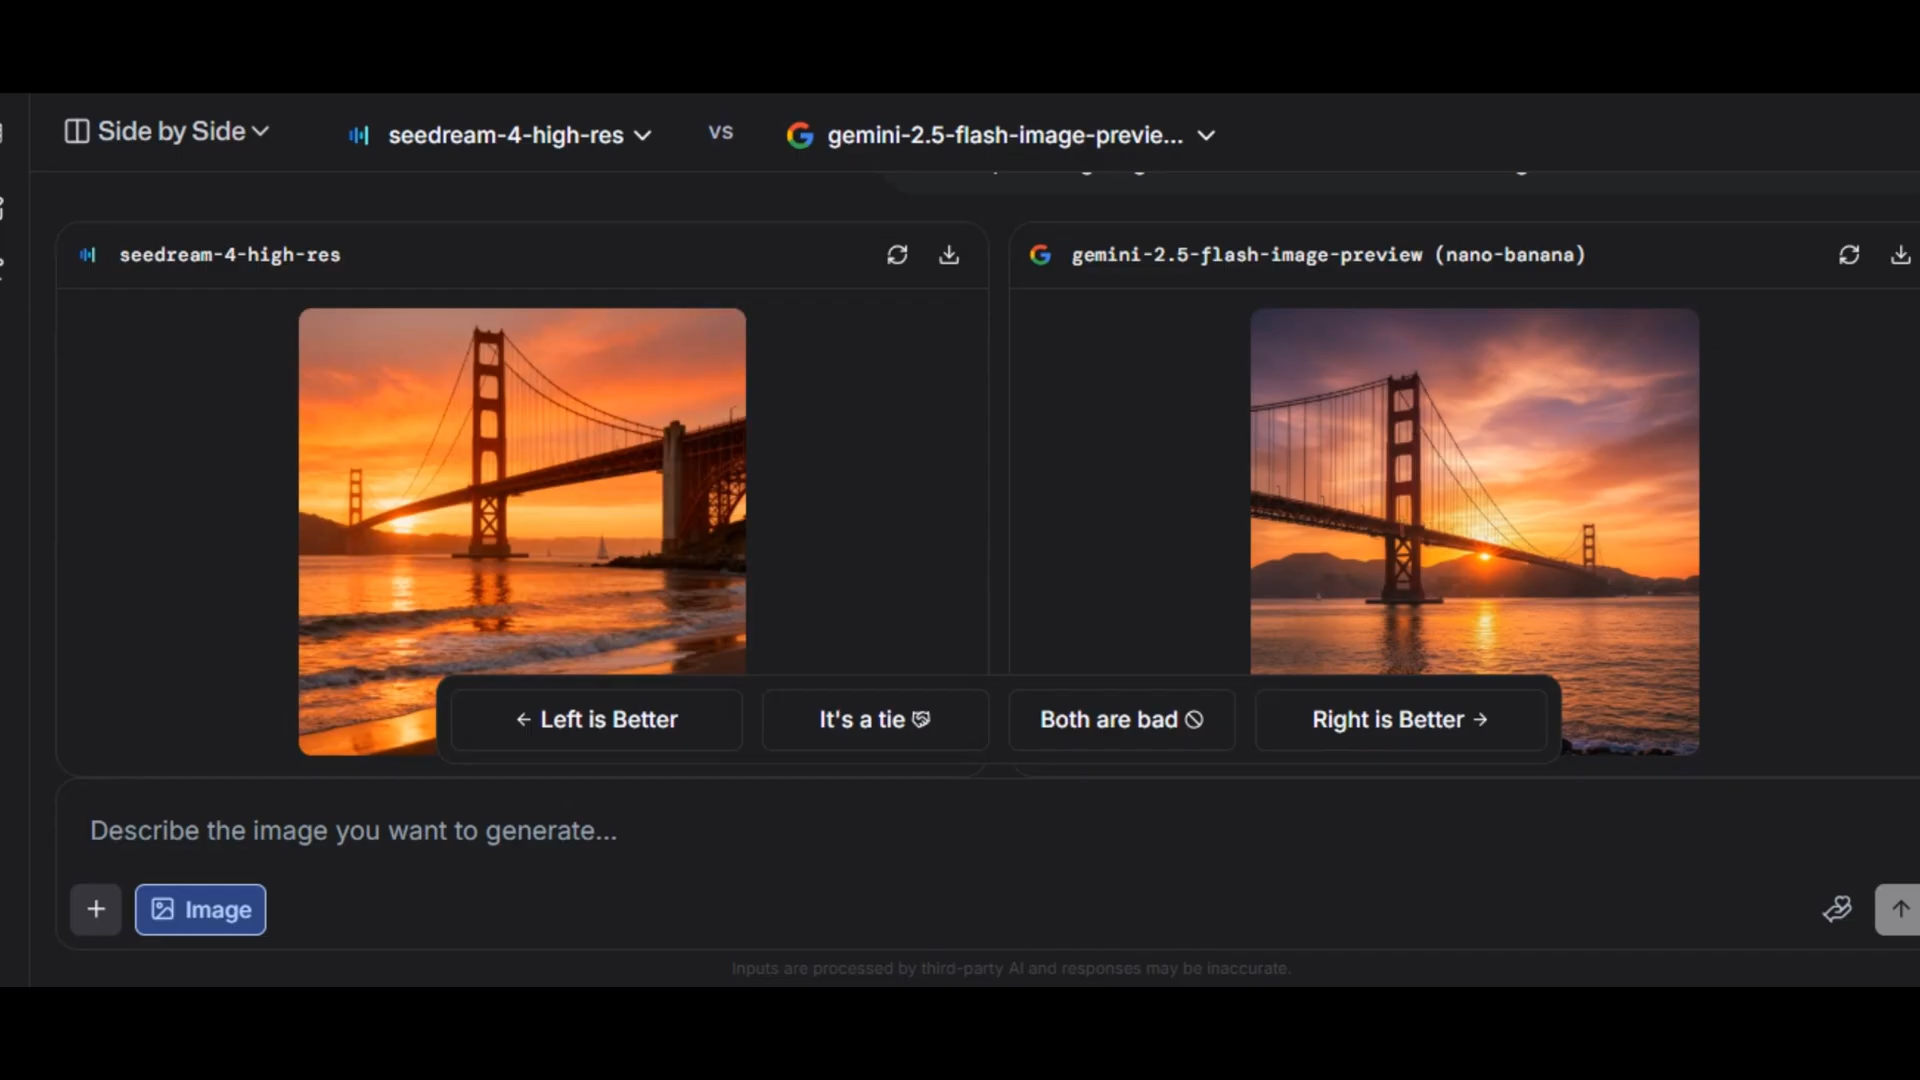 Side by Side
seedream-4-high-res
VS
gemini-2.5-flash-image-previe...
seedream-4-high-res
gemini-2.5-flash-image-preview (nano-banana)
← Left is Better
It's a tie
Both are bad
Right is Better →
Describe the image you want to generate...
Image
Inputs are processed by third-party AI and responses may be inaccurate.